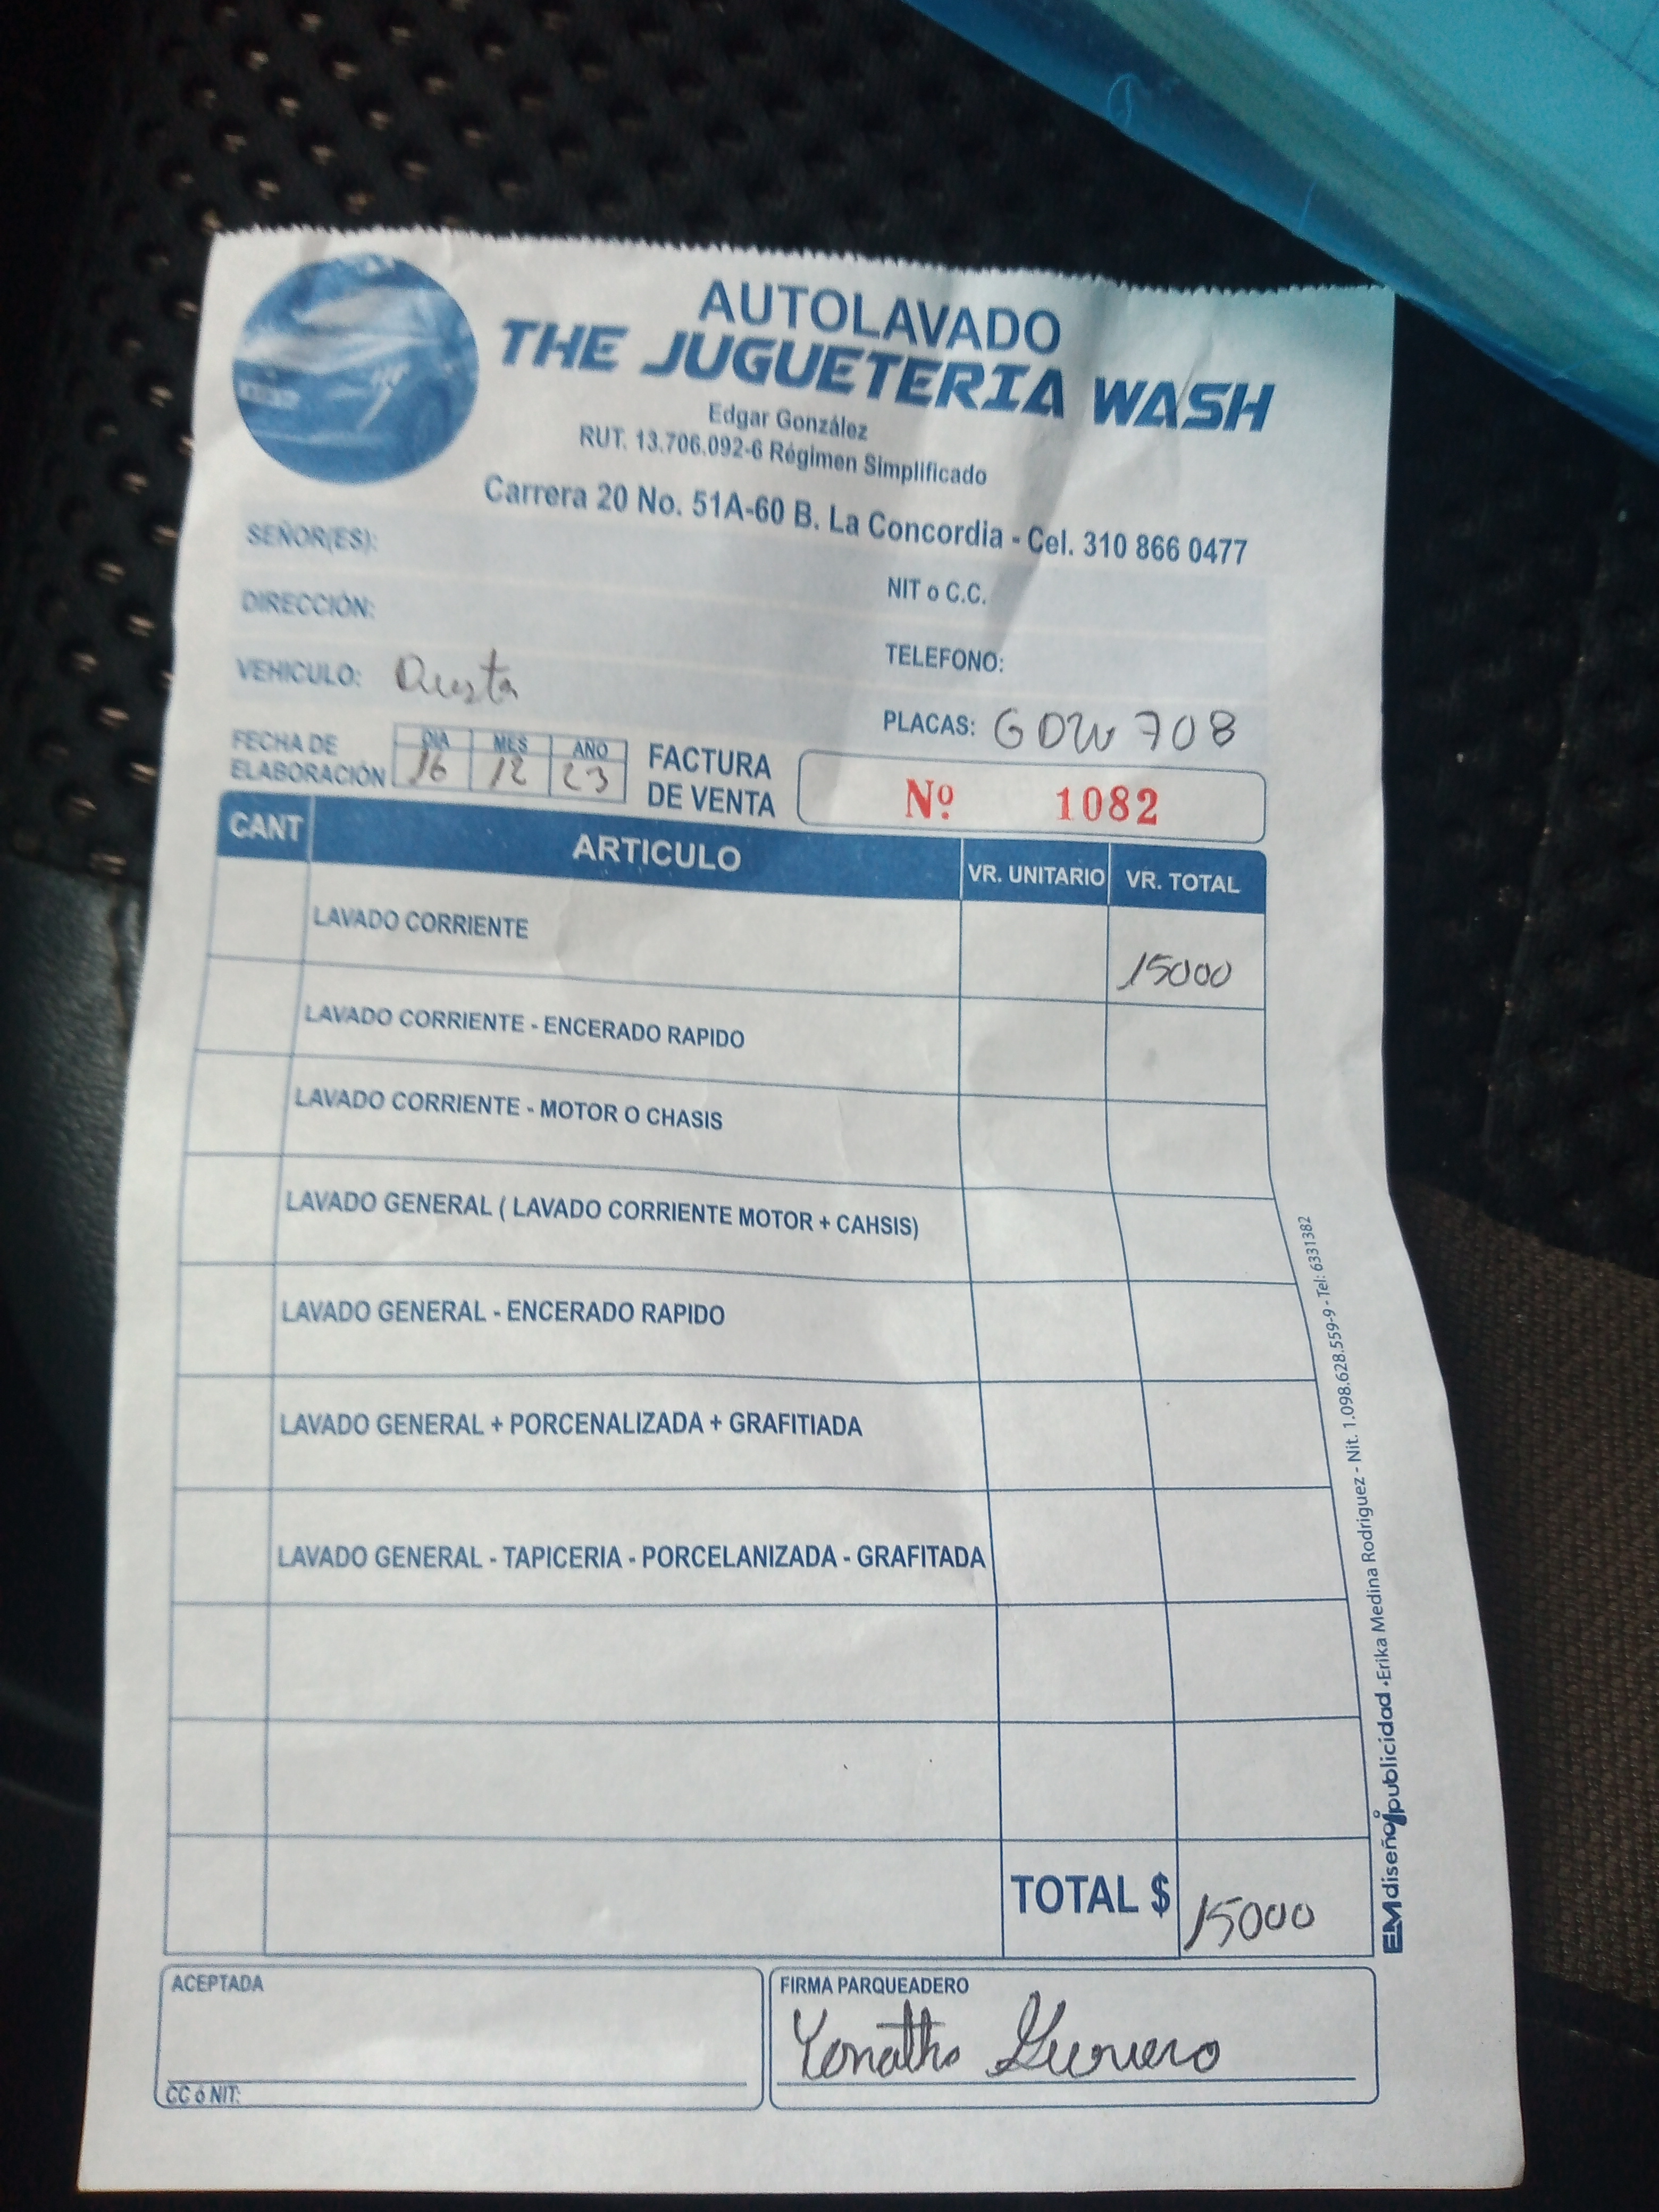 AUTOLAVADO
THE JUGUETERIA WASH
Edgar González
RUT. 13.706.092-6 Régimen Simplificado
Carrera 20 No. 51A-60 B. La Concordia - Cel. 310 866 0477
SEÑOR(ES):
NIT o C.C.
DIRECCIÓN:
TELEFONO:
VEHICULO:
PLACAS: GDW 708
FECHA DE ELABORACIÓN
DIA MES AÑO
16 12 23
FACTURA DE VENTA
Nº 1082
CANT ARTICULO VR. UNITARIO VR. TOTAL
LAVADO CORRIENTE 15000
LAVADO CORRIENTE - ENCERADO RAPIDO
LAVADO CORRIENTE - MOTOR O CHASIS
LAVADO GENERAL ( LAVADO CORRIENTE MOTOR + CAHSIS)
LAVADO GENERAL - ENCERADO RAPIDO
LAVADO GENERAL + PORCENALIZADA + GRAFITIADA
LAVADO GENERAL - TAPICERIA - PORCELANIZADA - GRAFITADA
TOTAL $ 15000
ACEPTADA
CC ó NIT:
FIRMA PARQUEADERO
EMdiseño&publicidad •Erika Medina Rodriguez - Nit. 1.098.628.559-9 - Tel: 6331382